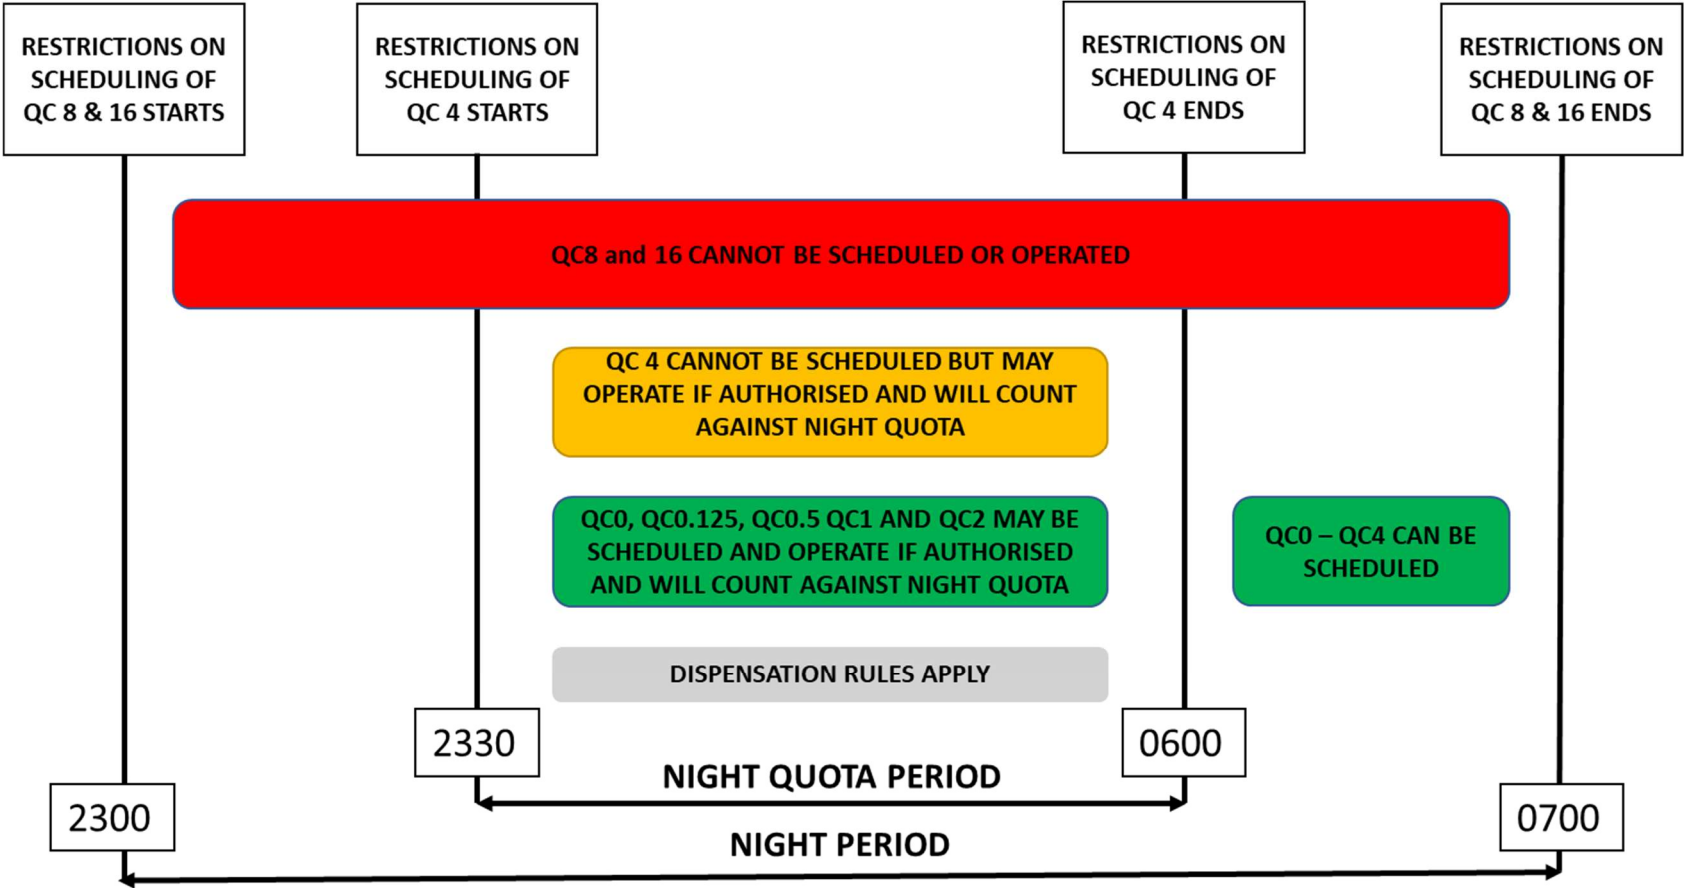 RESTRICTIONS ON
SCHEDULING OF
QC 8 & 16 STARTS
RESTRICTIONS ON
SCHEDULING OF
QC 4 STARTS
RESTRICTIONS ON
SCHEDULING OF
QC 4 ENDS
RESTRICTIONS ON
SCHEDULING OF
QC 8 & 16 ENDS
QC8 and 16 CANNOT BE SCHEDULED OR OPERATED
QC 4 CANNOT BE SCHEDULED BUT MAY
OPERATE IF AUTHORISED AND WILL COUNT
AGAINST NIGHT QUOTA
QC0, QC0.125, QC0.5 QC1 AND QC2 MAY BE
SCHEDULED AND OPERATE IF AUTHORISED
AND WILL COUNT AGAINST NIGHT QUOTA
QC0 – QC4 CAN BE
SCHEDULED
DISPENSATION RULES APPLY
2330
0600
NIGHT QUOTA PERIOD
2300
0700
NIGHT PERIOD